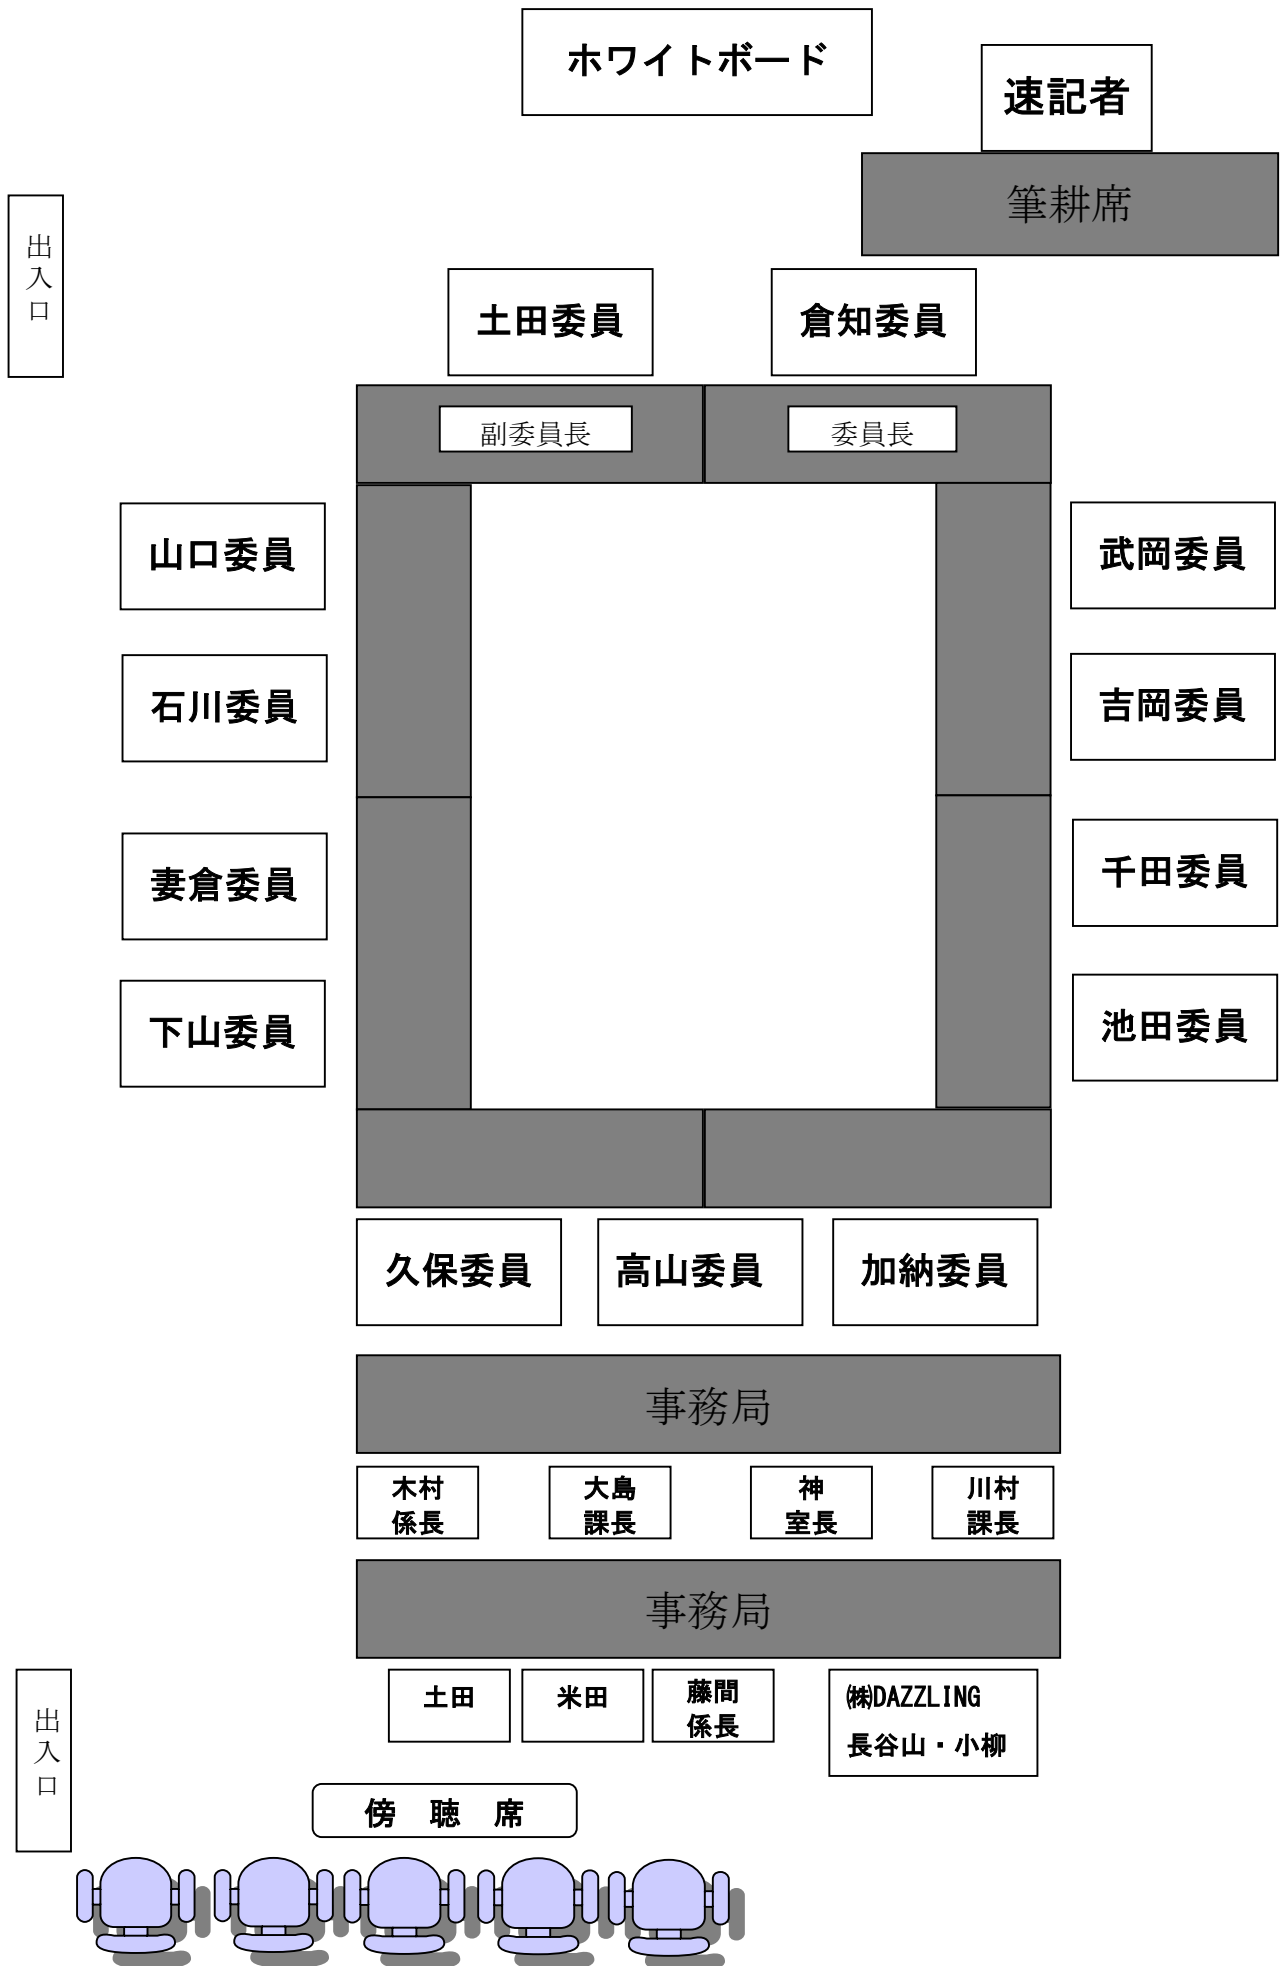 ホワイトボード
速記者
筆耕席
出入口
土田委員
倉知委員
副委員長
委員長
山口委員
武岡委員
石川委員
吉岡委員
妻倉委員
千田委員
下山委員
池田委員
久保委員
高山委員
加納委員
事務局
木村
係長
大島
課長
神
室長
川村
課長
事務局
出入口
土田
米田
藤間
係長
㈱DAZZLING
長谷山・小柳
傍　聴　席